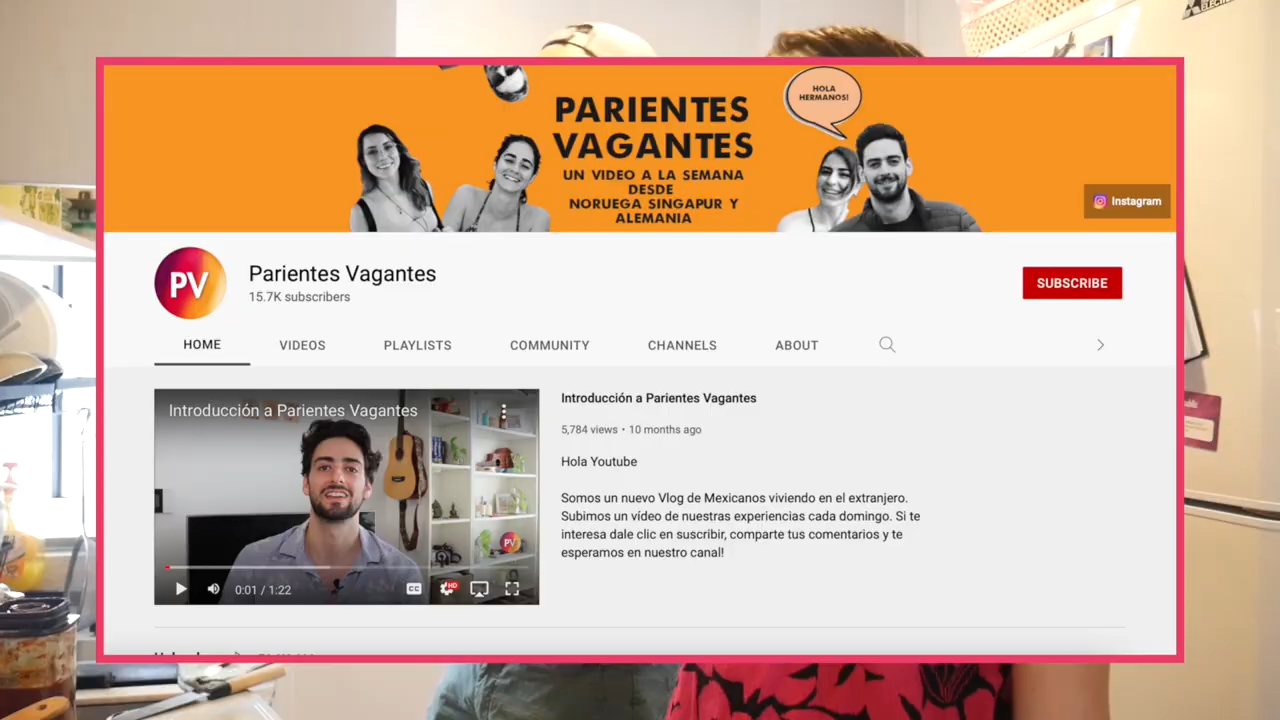 HOLA
HERMANOS!
PARIENTES
VAGANTES
UN VIDEO A LA SEMANA
DESDE
NORUEGA SINGAPUR Y
ALEMANIA
Instagram
PV
Parientes Vagantes
15.7K subscribers
SUBSCRIBE
HOME VIDEOS PLAYLISTS COMMUNITY CHANNELS ABOUT
Introducción a Parientes Vagantes
PV
0:01 / 1:22
CC
HD
Introducción a Parientes Vagantes
5,784 views • 10 months ago
Hola Youtube
Somos un nuevo Vlog de Mexicanos viviendo en el extranjero.
Subimos un vídeo de nuestras experiencias cada domingo. Si te
interesa dale clic en suscribir, comparte tus comentarios y te
esperamos en nuestro canal!